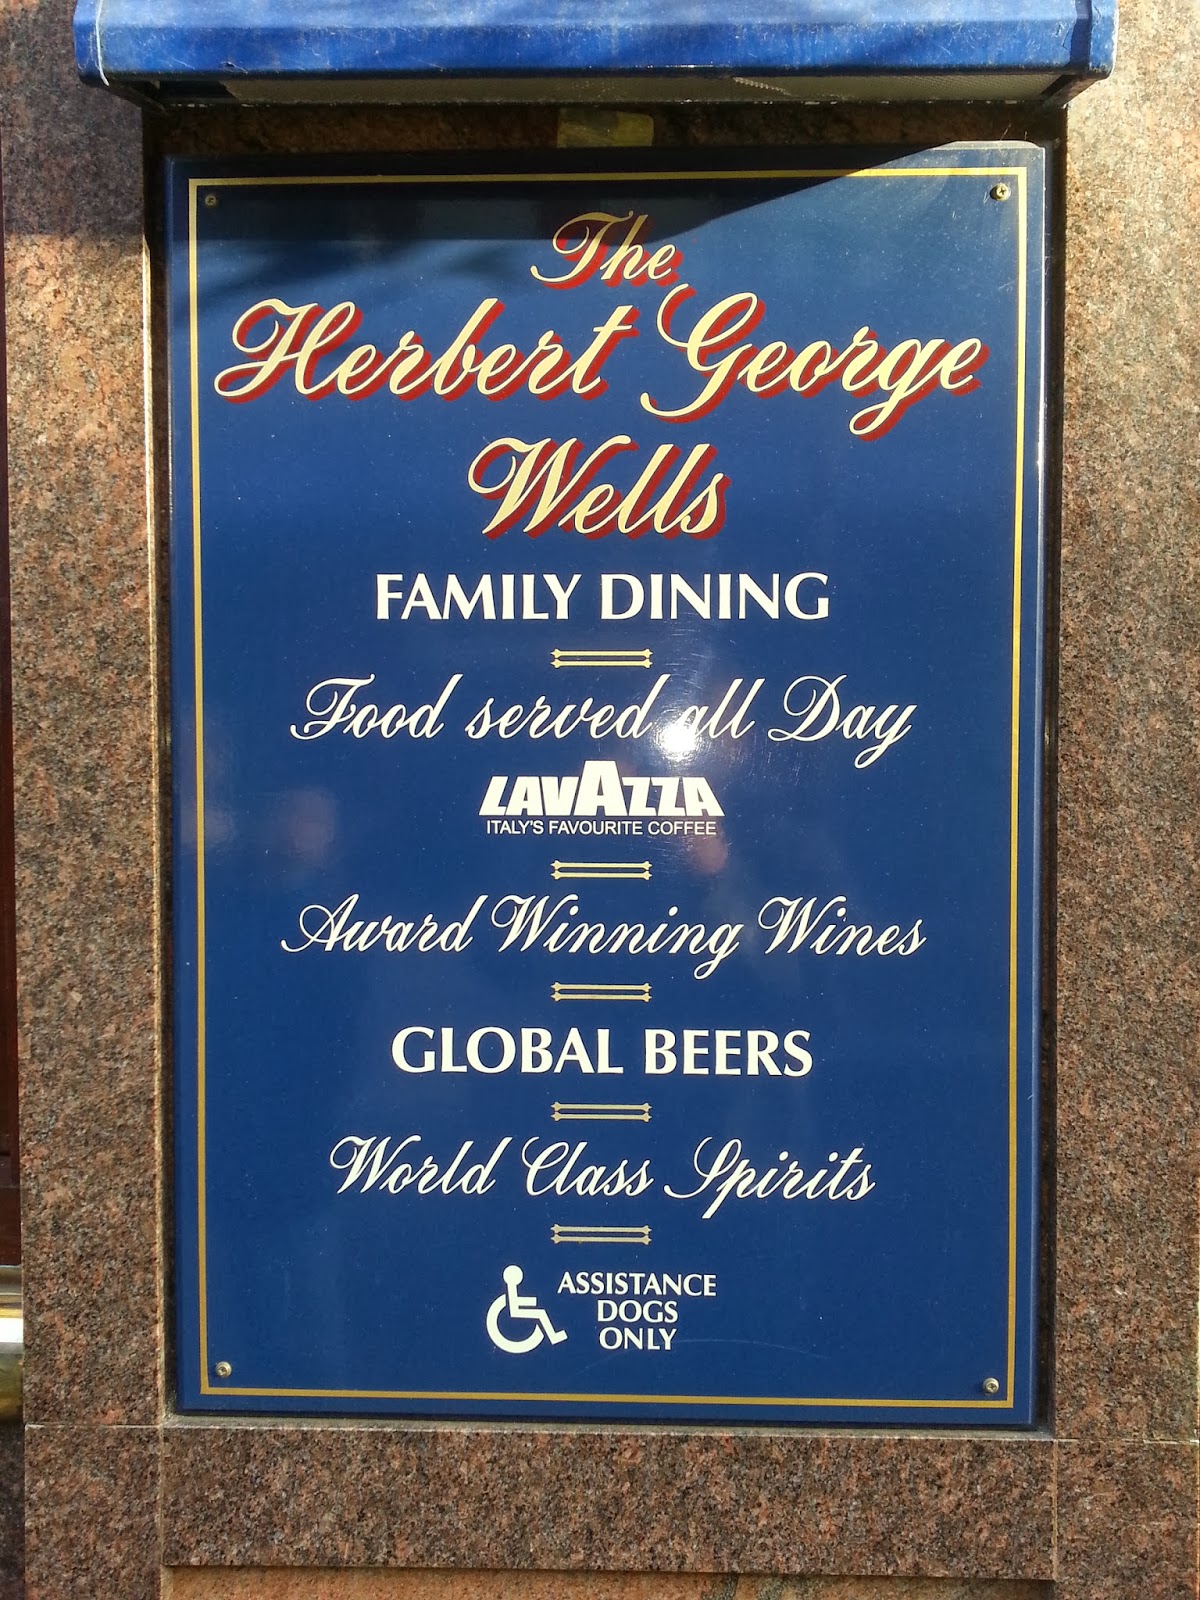 The
Herbert George
Wells
FAMILY DINING
Food served all Day
LAVAZZA
ITALY'S FAVOURITE COFFEE
Award Winning Wines
GLOBAL BEERS
World Class Spirits
ASSISTANCE
DOGS
ONLY